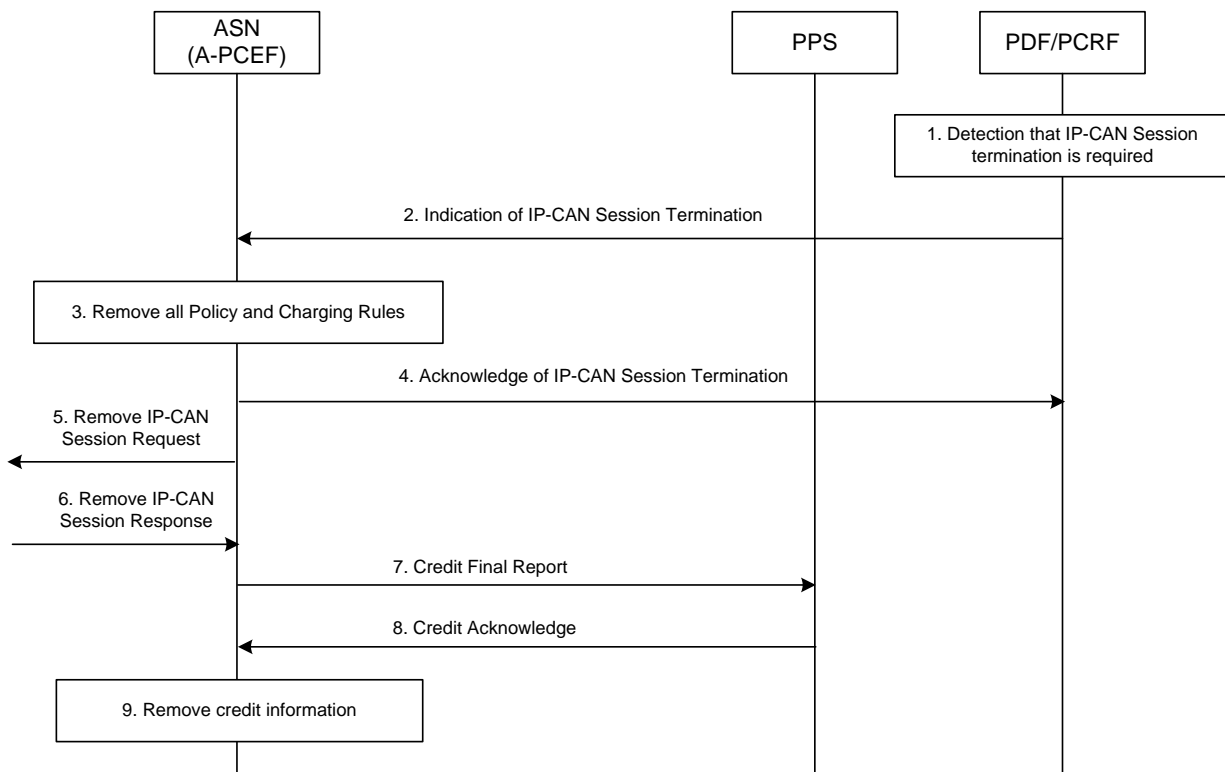 ASN
(A-PCEF)
PPS
PDF/PCRF
1. Detection that IP-CAN Session
termination is required
2. Indication of IP-CAN Session Termination
3. Remove all Policy and Charging Rules
4. Acknowledge of IP-CAN Session Termination
5. Remove IP-CAN
Session Request
6. Remove IP-CAN
Session Response
7. Credit Final Report
8. Credit Acknowledge
9. Remove credit information